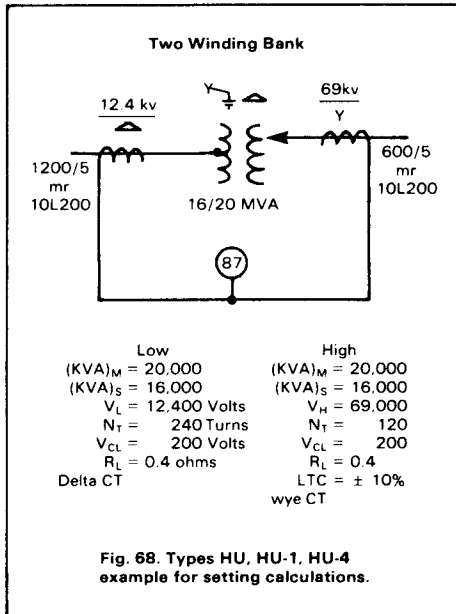 Two Winding Bank
12.4 kv
69kv
Y
Y
1200/5
mr
10L200
600/5
mr
10L200
16/20 MVA
87
Low
(KVA)M = 20,000
(KVA)S = 16,000
VL = 12,400 Volts
NT = 240 Turns
VCL = 200 Volts
RL = 0.4 ohms
Delta CT
High
(KVA)M = 20,000
(KVA)S = 16,000
VH = 69,000
NT = 120
VCL = 200
RL = 0.4
LTC = ± 10%
wye CT
Fig. 68. Types HU, HU-1, HU-4
example for setting calculations.